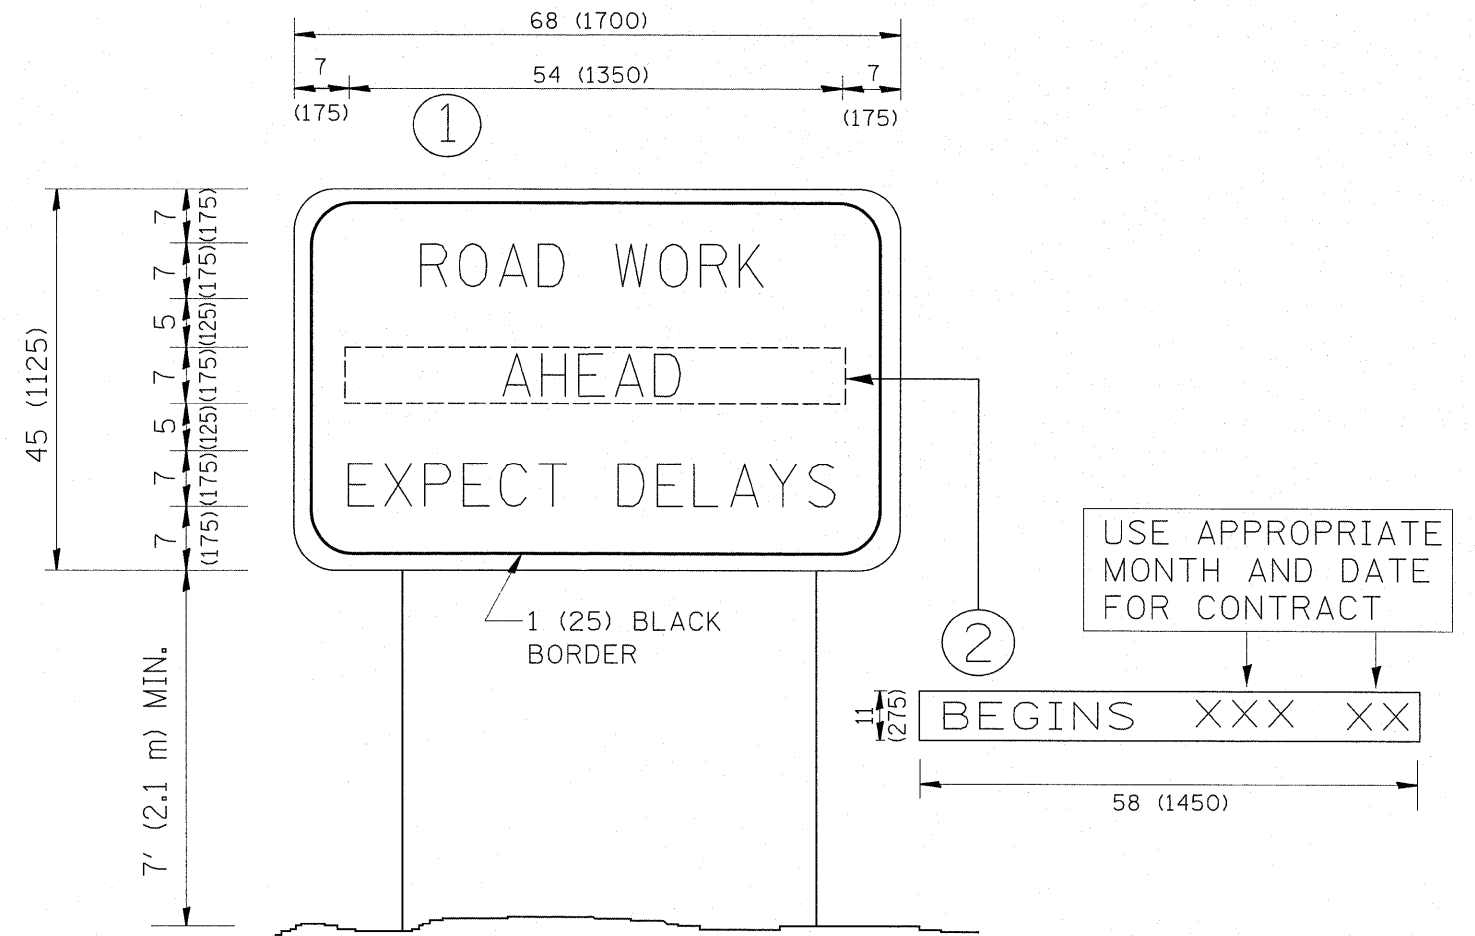 68 (1700)
7
54 (1350)
7
(175)
(175)
1
45 (1125)
7
(175)
7
(175)
5
(125)
7
(175)
5
(125)
7
(175)
7
(175)
ROAD WORK
AHEAD
EXPECT DELAYS
1 (25) BLACK
BORDER
7' (2.1 m) MIN.
2
USE APPROPRIATE
MONTH AND DATE
FOR CONTRACT
11
(275)
BEGINS XXX XX
58 (1450)